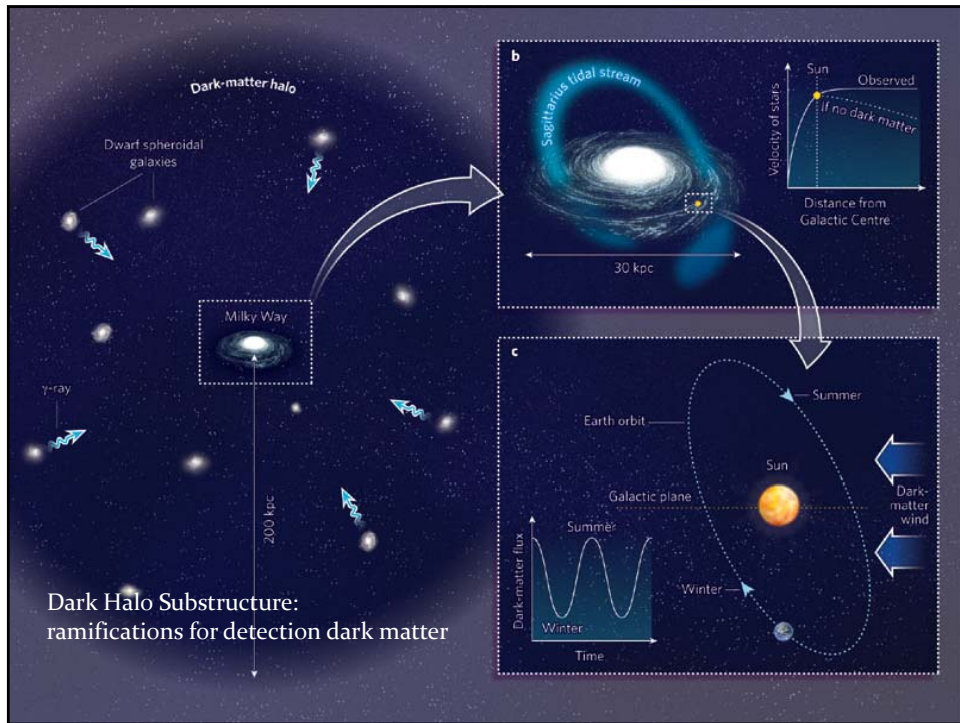 Dark-matter halo
Dwarf spheroidal
galaxies
Milky Way
γ-ray
200 kpc
Dark Halo Substructure:
ramifications for detection dark matter
b
Sagittarius tidal stream
30 kpc
Sun
Observed
If no dark matter
Velocity of stars
Distance from
Galactic Centre
c
Summer
Earth orbit
Sun
Galactic plane
Dark-
matter
wind
Winter
Dark-matter flux
Summer
Winter
Time